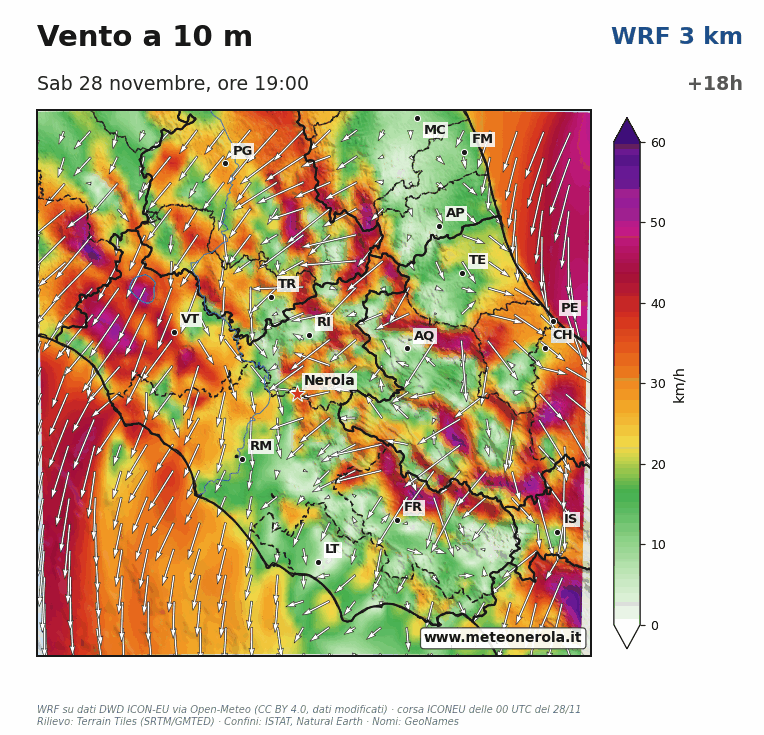 Vento a 10 m
WRF 3 km
Sab 28 novembre, ore 19:00
+18h
MC
FM
PG
AP
TE
TR
PE
VT
RI
AQ
CH
Nerola
RM
FR
IS
LT
www.meteonerola.it
60
50
40
30
20
10
0
km/h
WRF su dati DWD ICON-EU via Open-Meteo (CC BY 4.0, dati modificati) · corsa ICONEU delle 00 UTC del 28/11
Rilievo: Terrain Tiles (SRTM/GMTED) · Confini: ISTAT, Natural Earth · Nomi: GeoNames